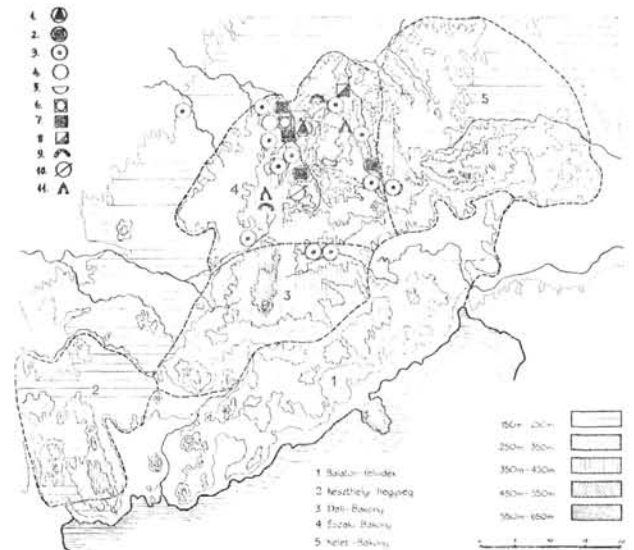 1.
2.
3.
4.
5.
6.
7.
8
9.
10.
11.
5
4
3
2
1
1 Balaton-felvidék
2 Keszthelyi hegység
3 Déli-Bakony
4 Északi-Bakony
5 Keleti-Bakony
150m - 250m
250m - 350m
350m - 450m
450m - 550m
550m - 650m